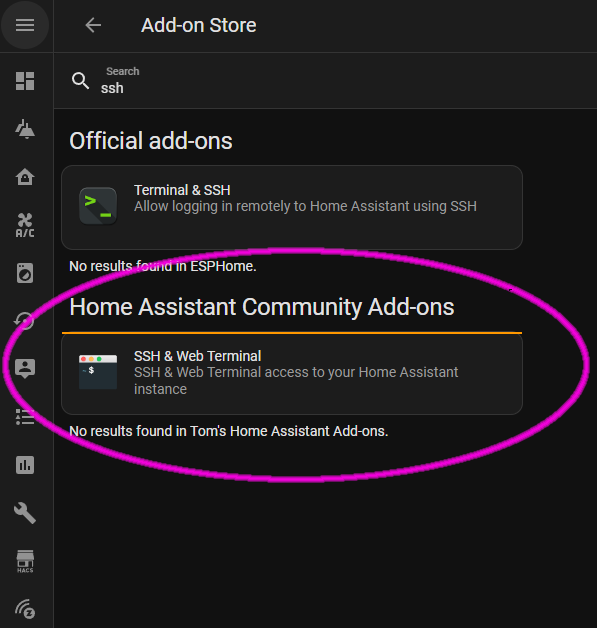 Add-on Store
Search
ssh
Official add-ons
Terminal & SSH
Allow logging in remotely to Home Assistant using SSH
No results found in ESPHome.
Home Assistant Community Add-ons
SSH & Web Terminal
SSH & Web Terminal access to your Home Assistant
instance
No results found in Tom's Home Assistant Add-ons.
A/C
HACS